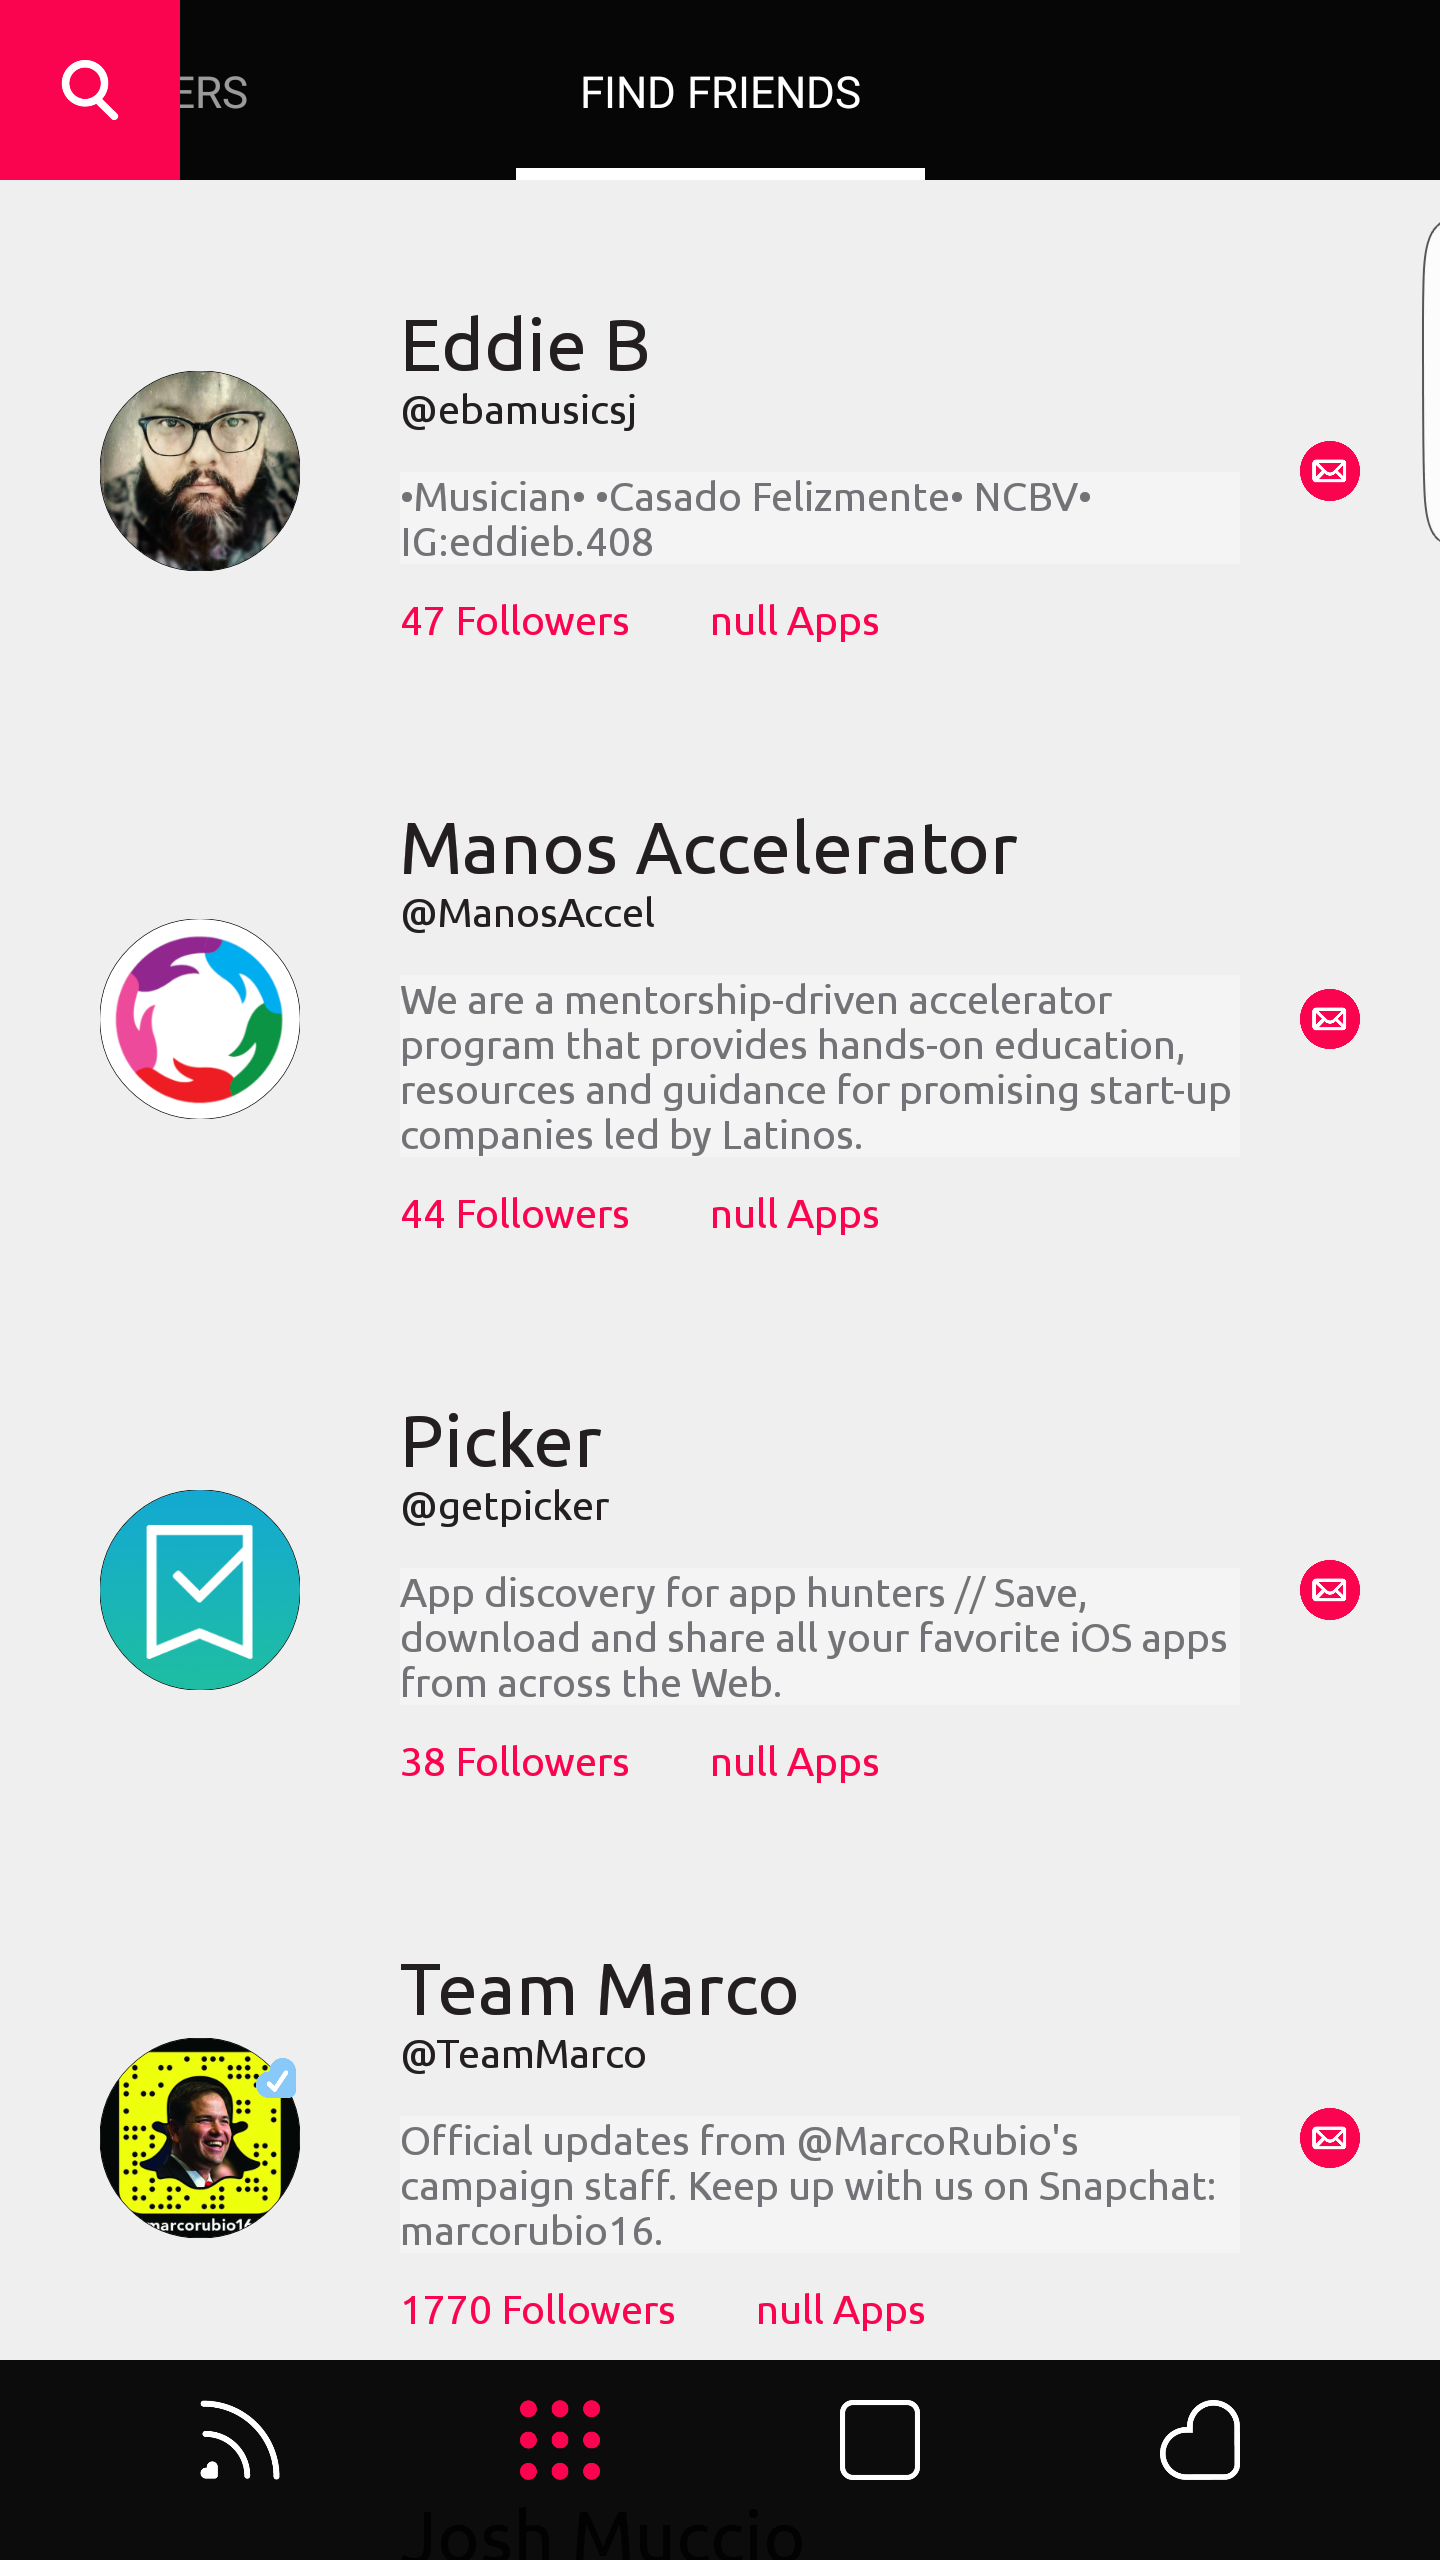 ERS
FIND FRIENDS
Eddie B
@ebamusicsj
•Musician• •Casado Felizmente• NCBV•
IG:eddieb.408
47 Followers null Apps
Manos Accelerator
@ManosAccel
We are a mentorship-driven accelerator
program that provides hands-on education,
resources and guidance for promising start-up
companies led by Latinos.
44 Followers null Apps
Picker
@getpicker
App discovery for app hunters // Save,
download and share all your favorite iOS apps
from across the Web.
38 Followers null Apps
Team Marco
@TeamMarco
Official updates from @MarcoRubio's
campaign staff. Keep up with us on Snapchat:
marcorubio16.
marcorubio16
1770 Followers null Apps
Josh Muccio